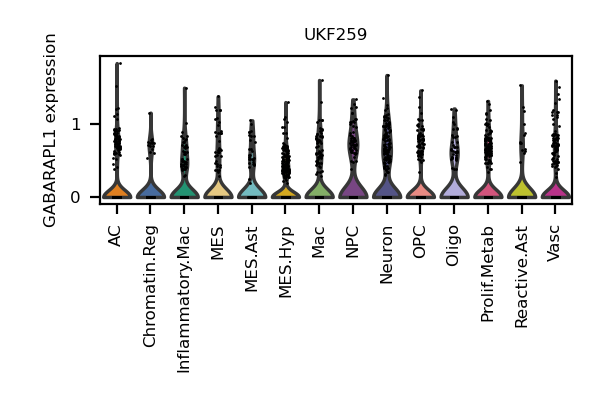 UKF259
GABARAPL1 expression
1
0
AC
Chromatin.Reg
Inflammatory.Mac
MES
MES.Ast
MES.Hyp
Mac
NPC
Neuron
OPC
Oligo
Prolif.Metab
Reactive.Ast
Vasc